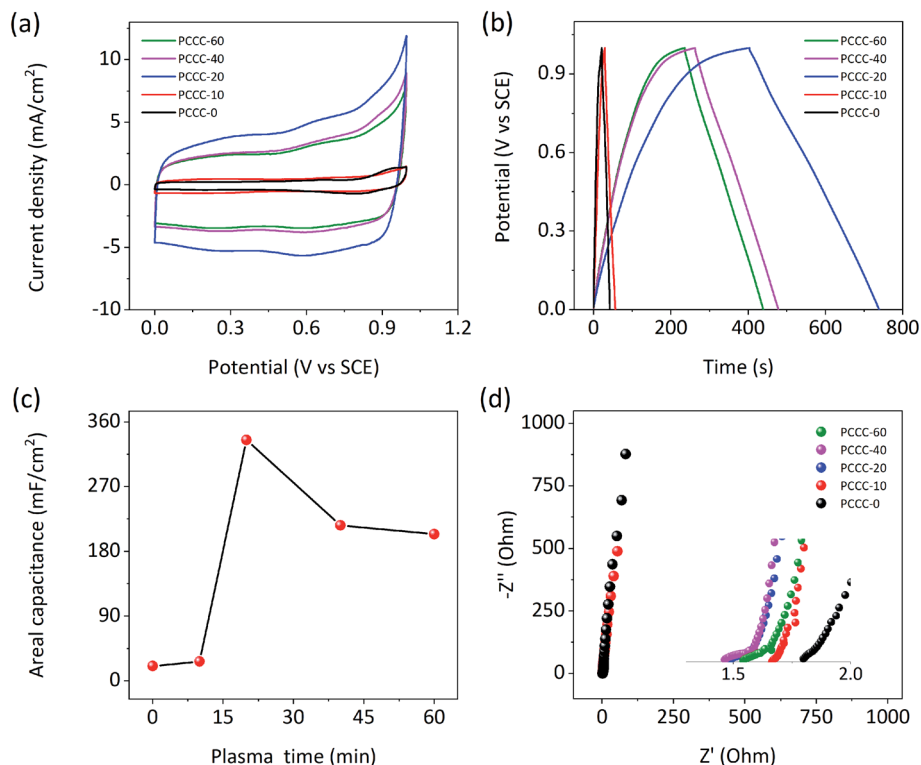 (a)
PCCC-60
PCCC-40
PCCC-20
PCCC-10
PCCC-0
10
5
0
-5
-10
0.0 0.3 0.6 0.9 1.2
Current density (mA/cm²)
Potential (V vs SCE)
(b)
PCCC-60
PCCC-40
PCCC-20
PCCC-10
PCCC-0
0.9
0.6
0.3
0.0
0 200 400 600 800
Potential (V vs SCE)
Time (s)
(c)
360
270
180
90
0
0 15 30 45 60
Areal capacitance (mF/cm²)
Plasma time (min)
(d)
PCCC-60
PCCC-40
PCCC-20
PCCC-10
PCCC-0
1000
750
500
250
0
1.5 2.0
0 250 500 750 1000
-Z'' (Ohm)
Z' (Ohm)